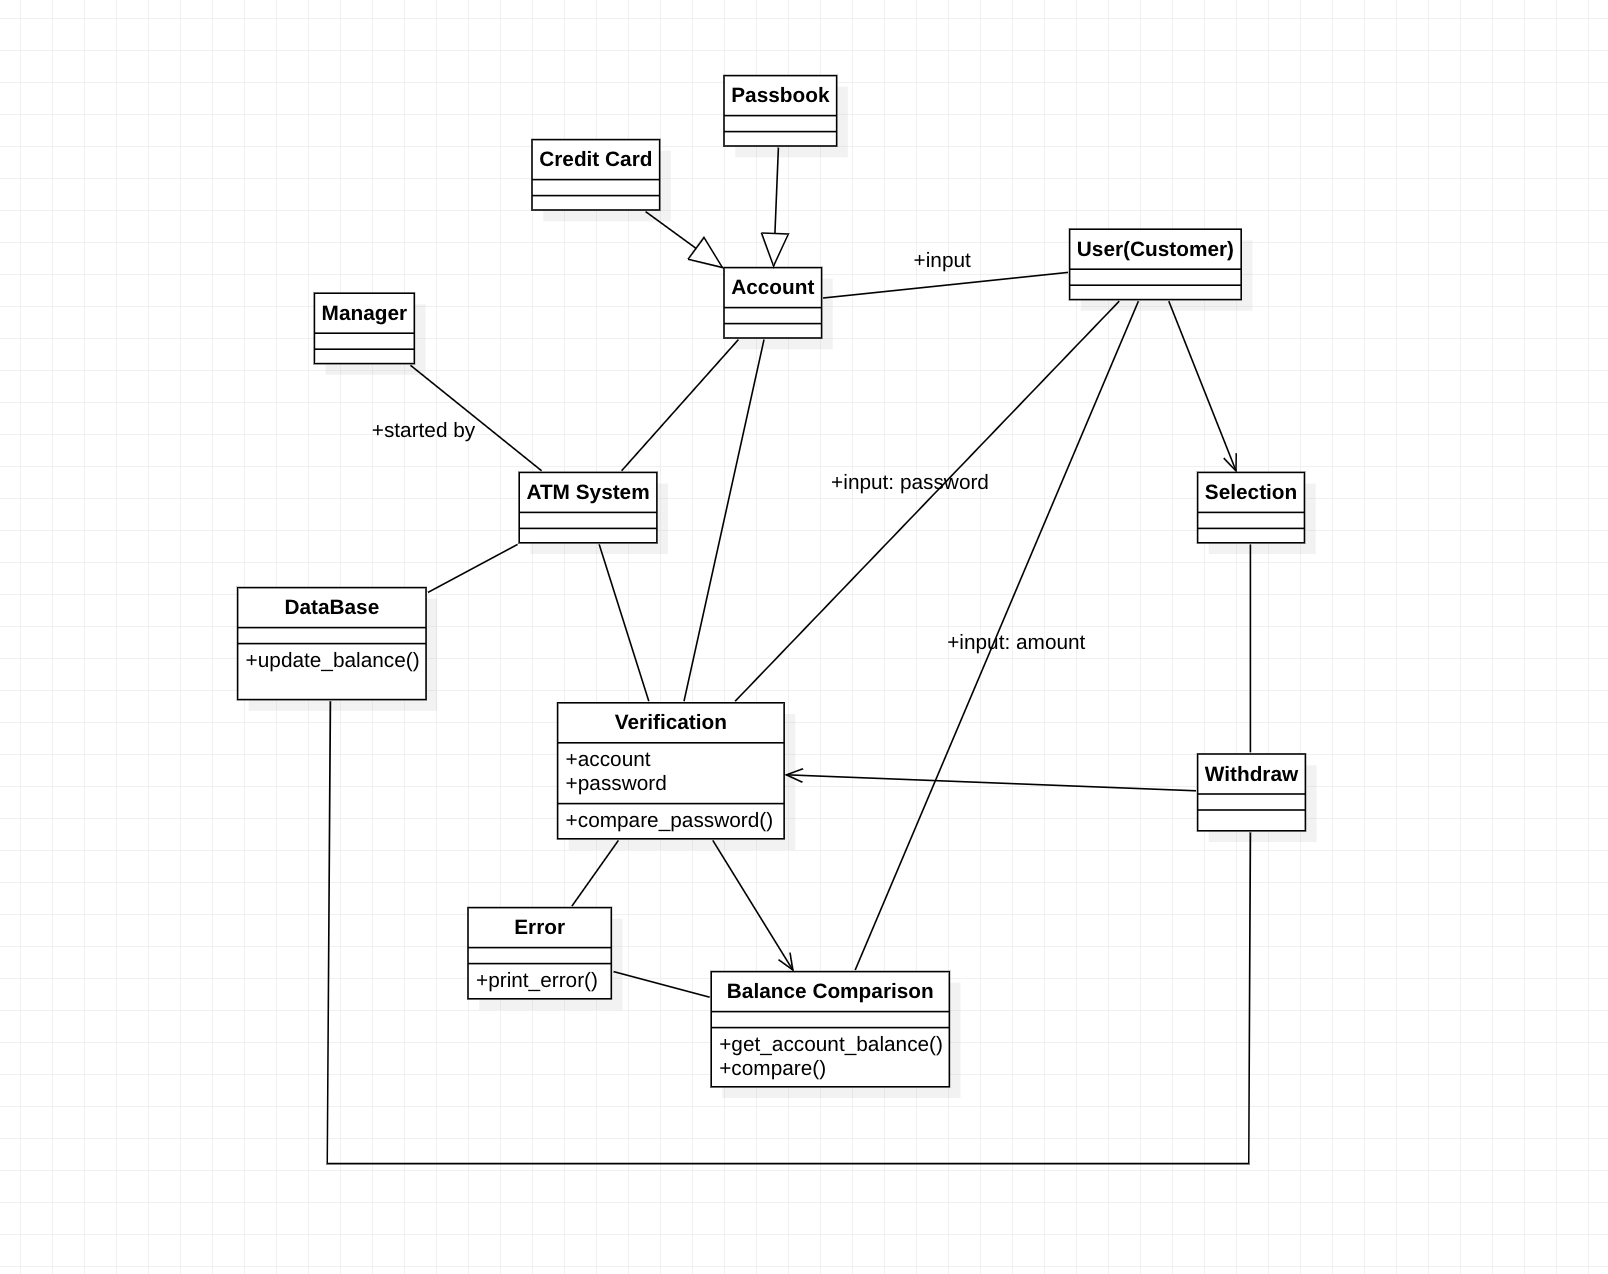 Passbook
Credit Card
User(Customer)
+input
Account
Manager
+started by
+input: password
ATM System
Selection
DataBase
+update_balance()
+input: amount
Verification
+account
+password
+compare_password()
Withdraw
Error
+print_error()
Balance Comparison
+get_account_balance()
+compare()